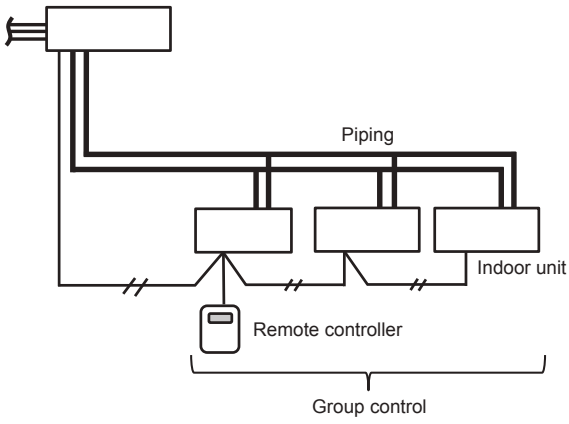 Piping
Indoor unit
Remote controller
Group control